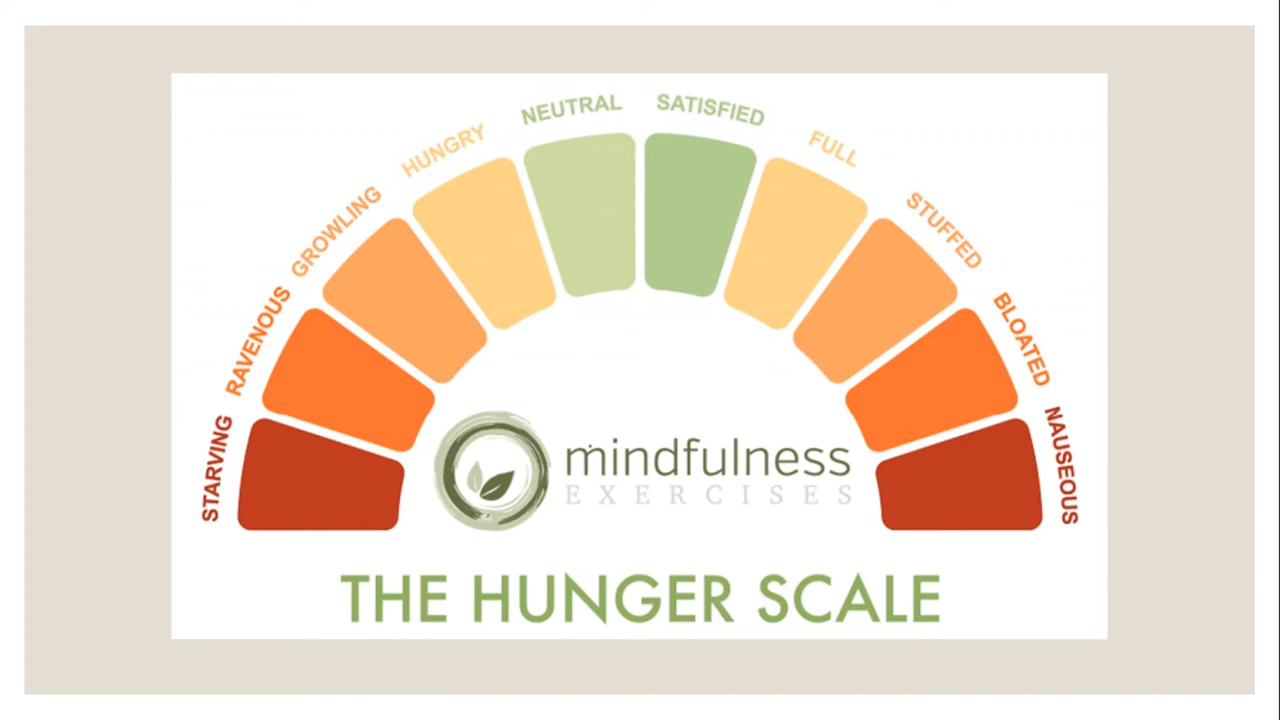 STARVING
RAVENOUS
GROWLING
HUNGRY
NEUTRAL
SATISFIED
FULL
STUFFED
BLOATED
NAUSEOUS
mindfulness
EXERCISES
THE HUNGER SCALE